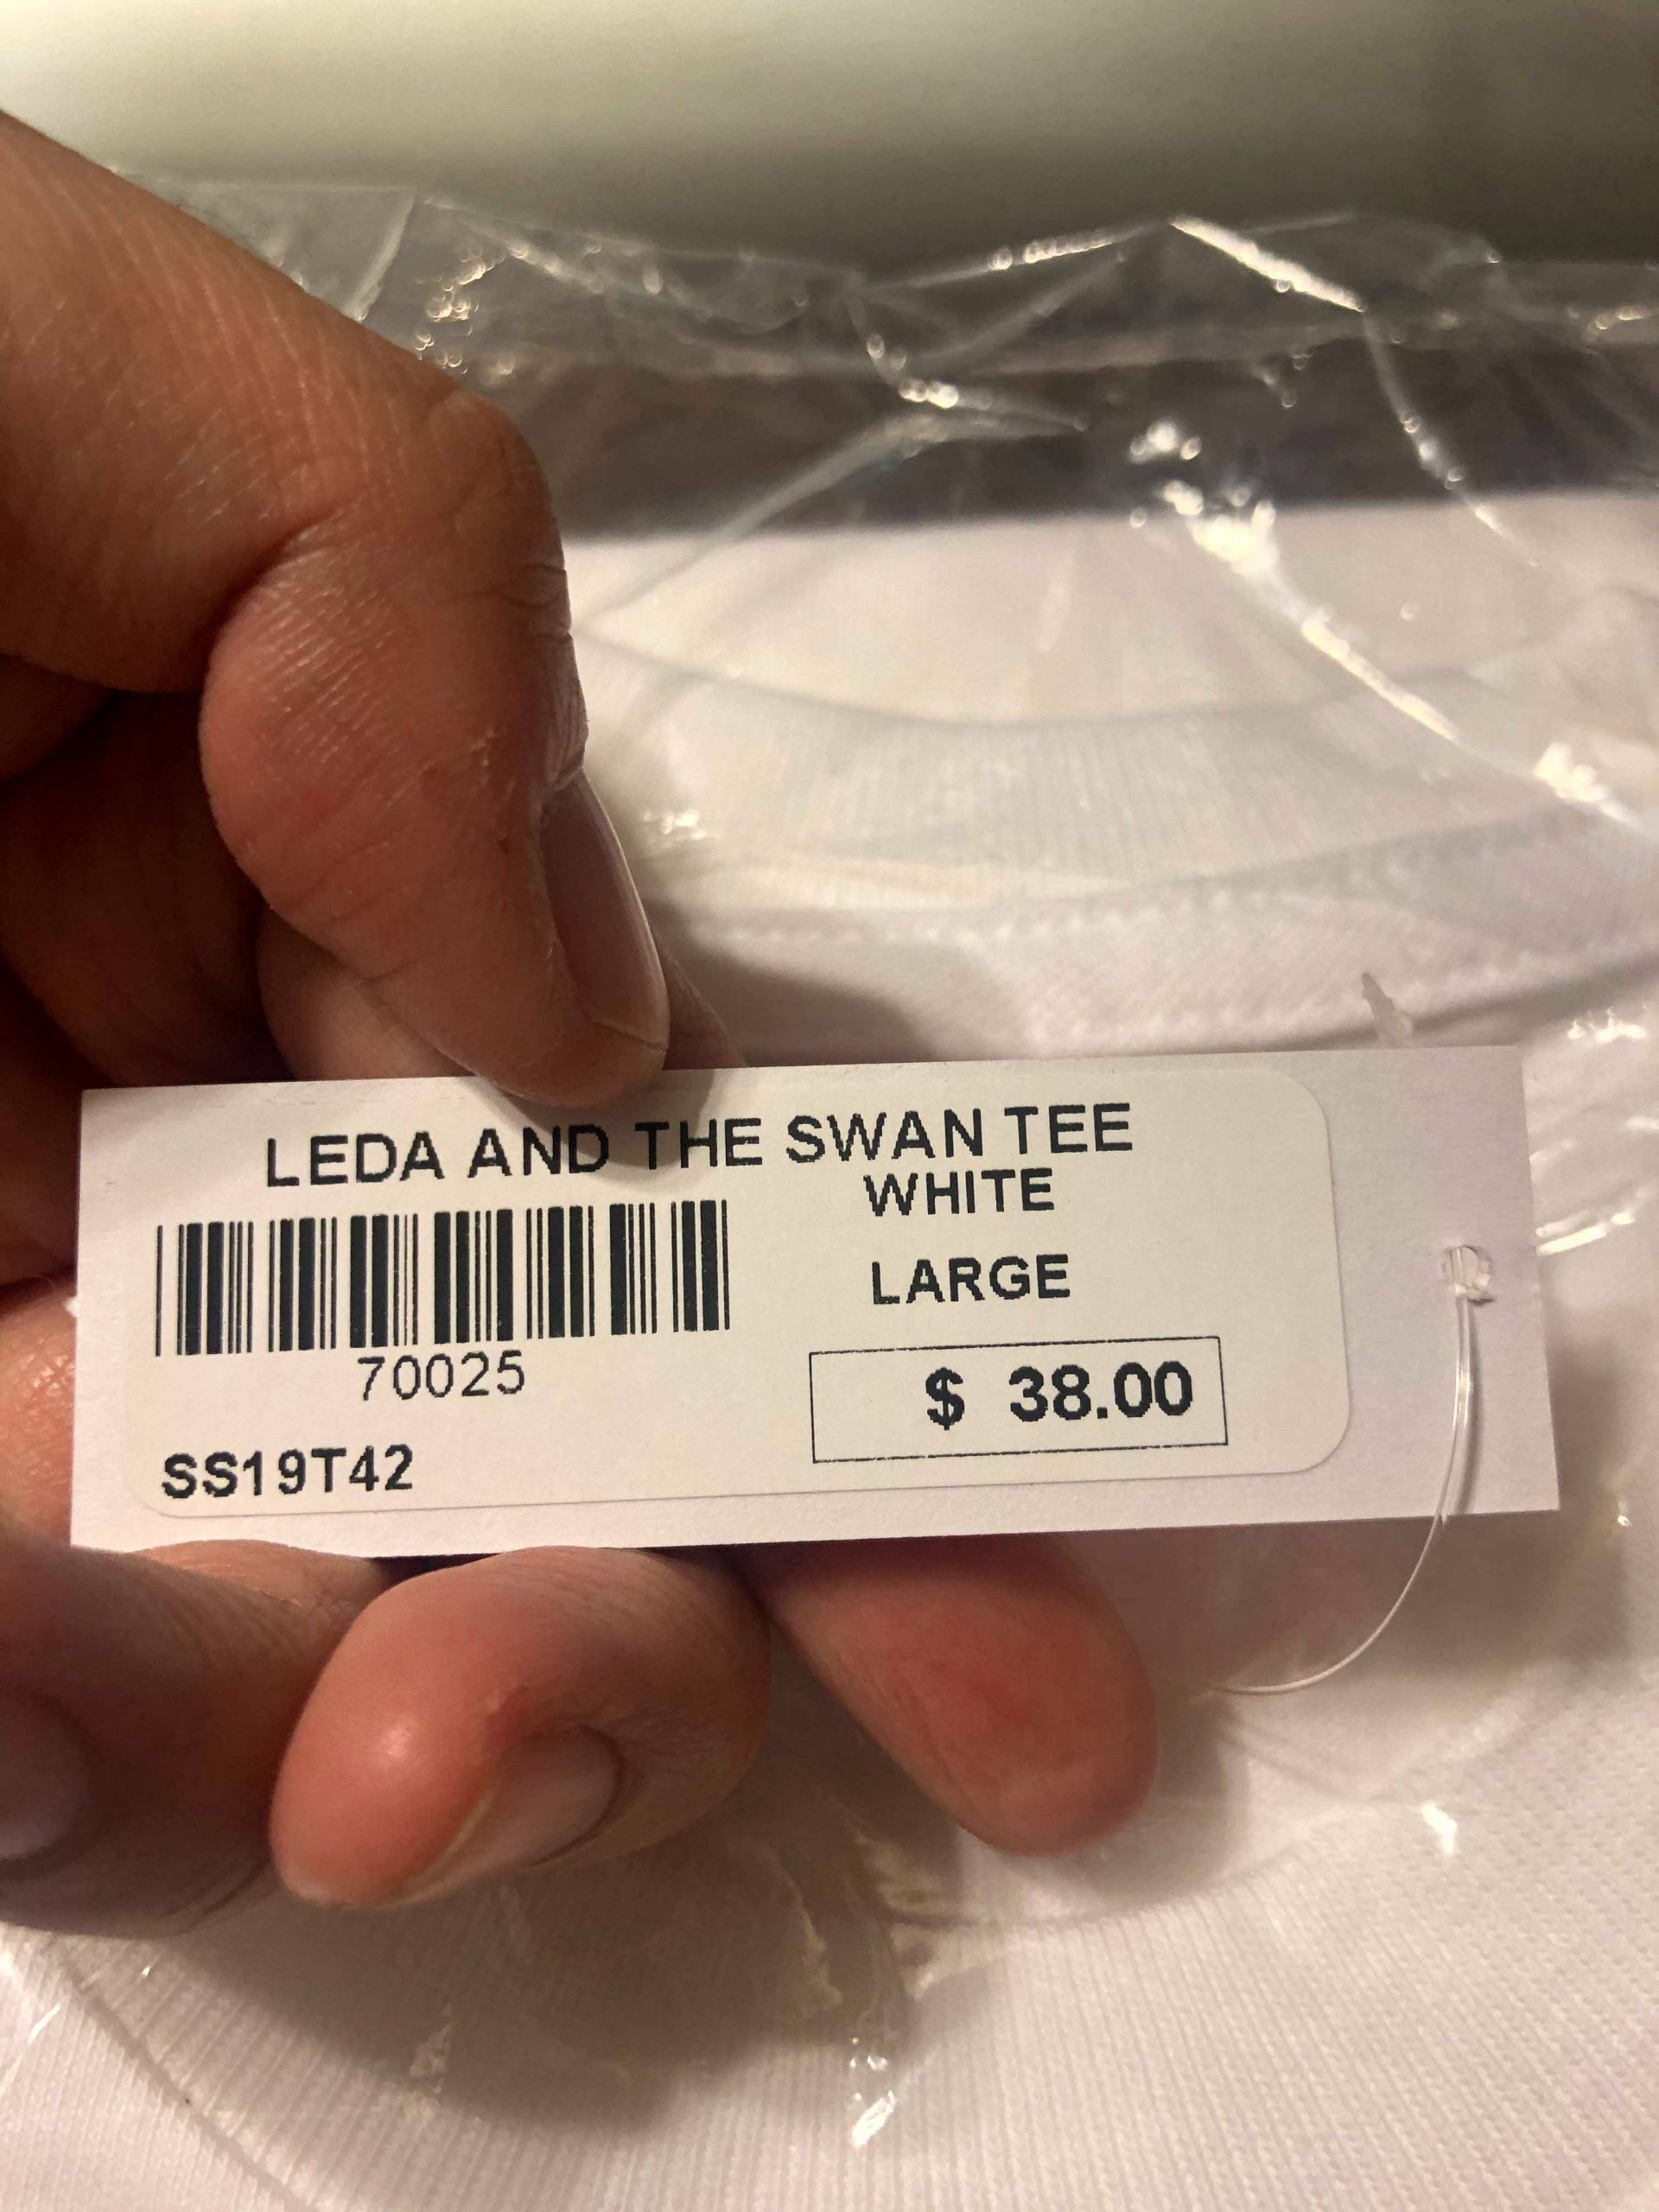 LEDA AND THE SWAN TEE
WHITE
LARGE
70025
$ 38.00
SS19T42